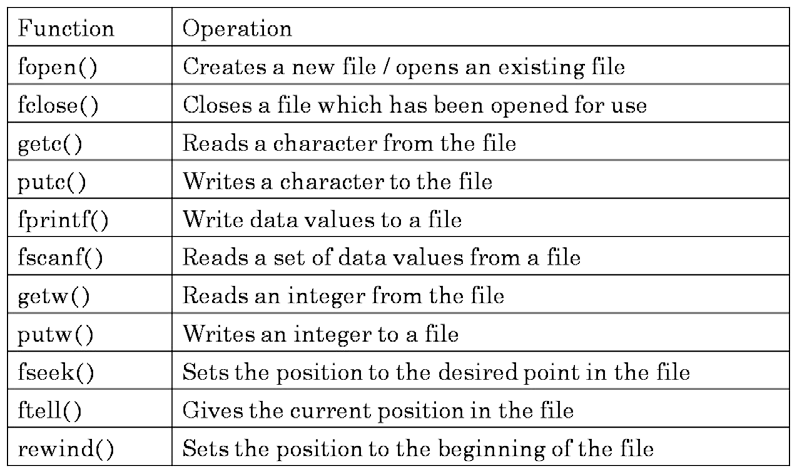 Function Operation
fopen() Creates a new file / opens an existing file
fclose() Closes a file which has been opened for use
getc() Reads a character from the file
putc() Writes a character to the file
fprintf() Write data values to a file
fscanf() Reads a set of data values from a file
getw() Reads an integer from the file
putw() Writes an integer to a file
fseek() Sets the position to the desired point in the file
ftell() Gives the current position in the file
rewind() Sets the position to the beginning of the file